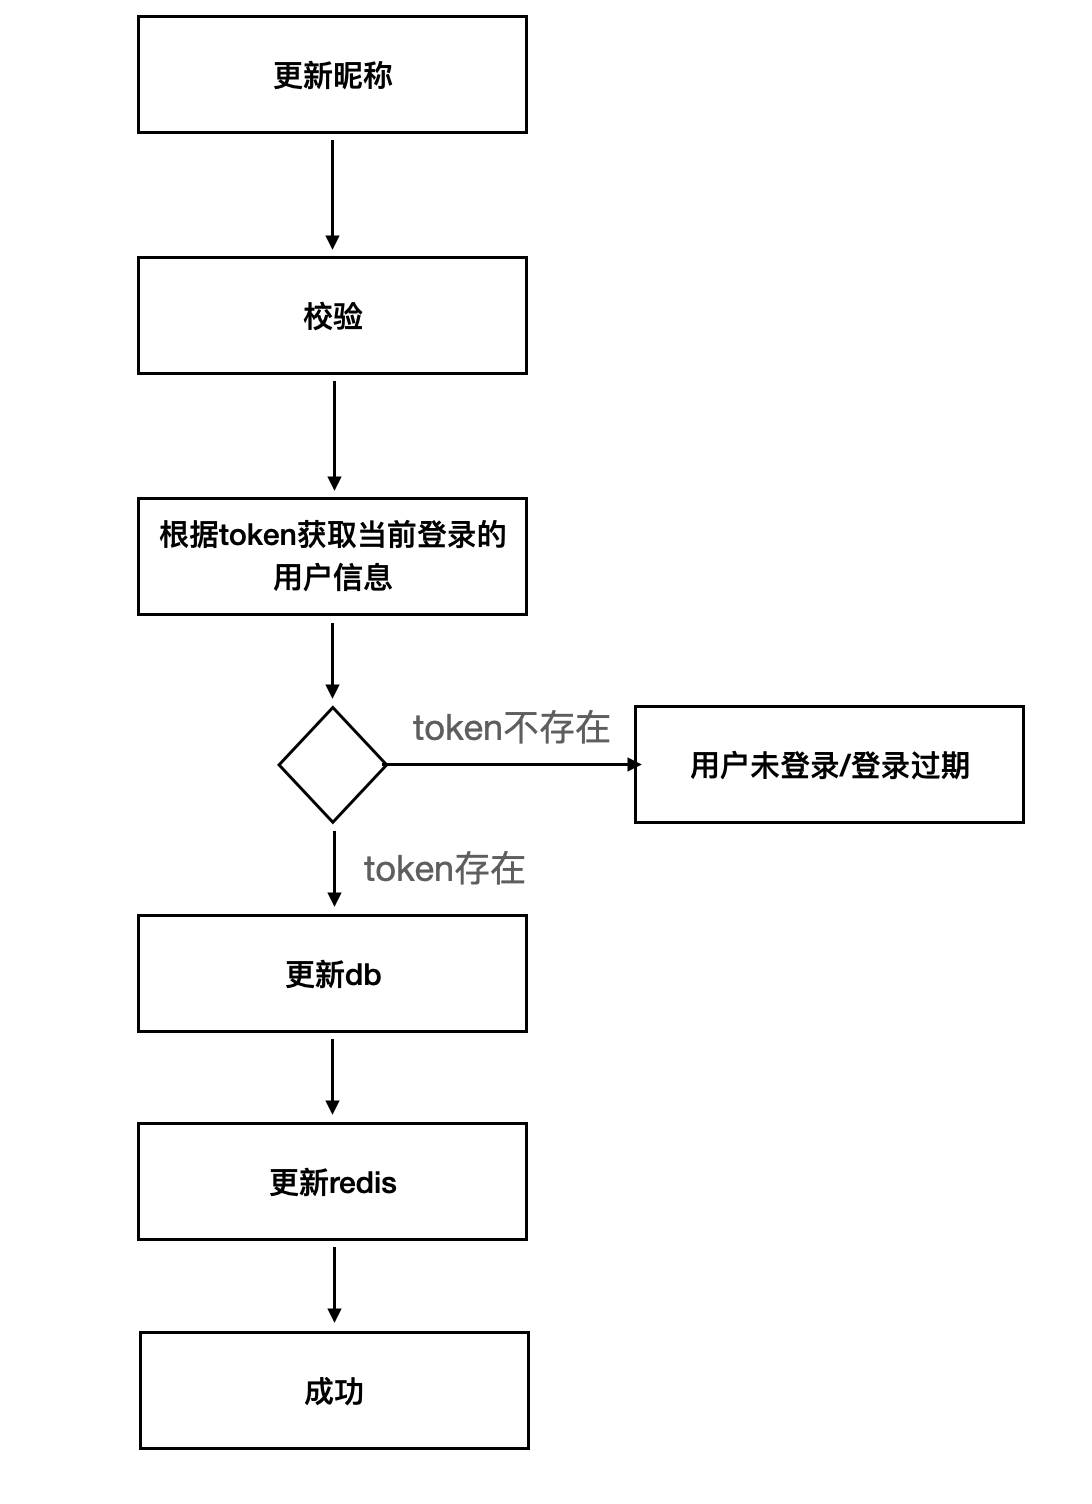 更新昵称
校验
根据token获取当前登录的
用户信息
token不存在
用户未登录/登录过期
token存在
更新db
更新redis
成功